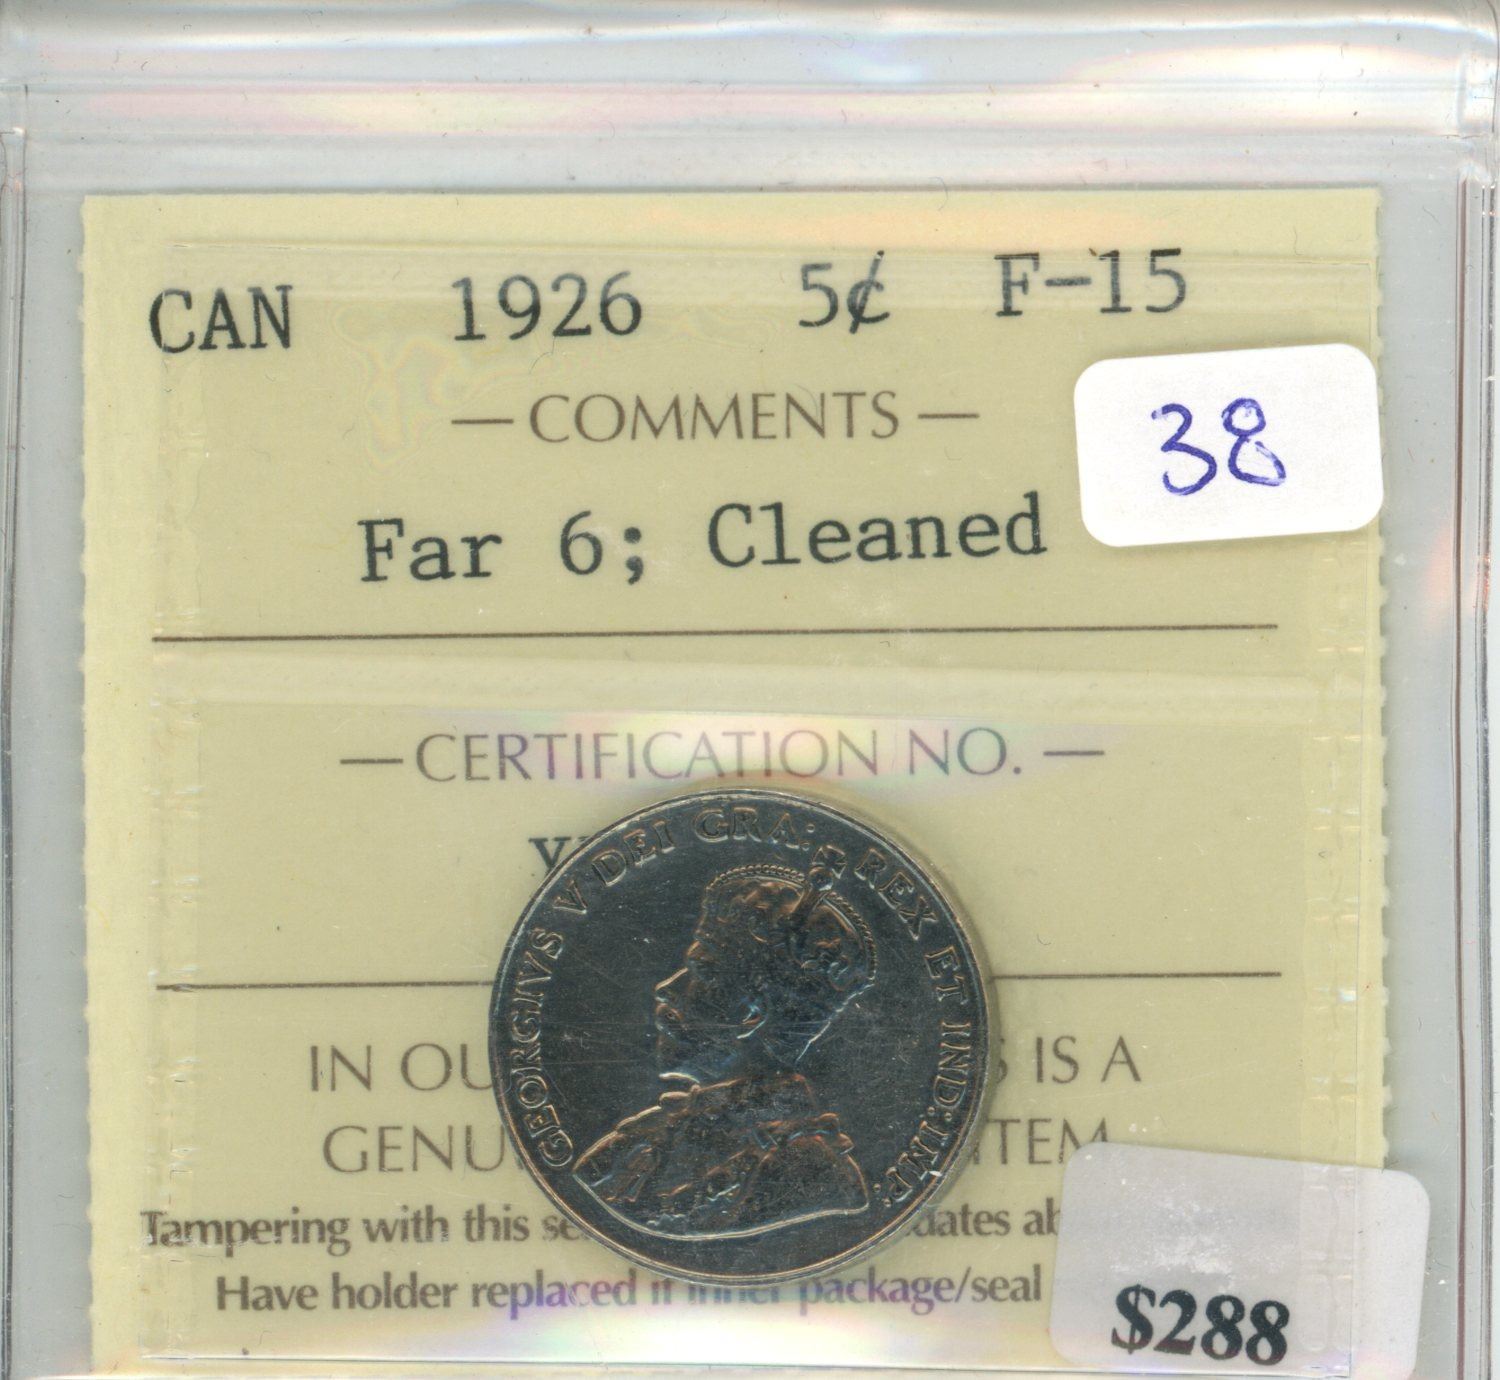 CAN 1926 5¢ F-15
— COMMENTS —
38
Far 6; Cleaned
— CERTIFICATION NO. —
GEORGIVS V DEI GRA: REX ET IND: IMP:
IN OU S IS A
GENU ITEM
Tampering with this se dates ab
Have holder replaced if inner package/seal
$288